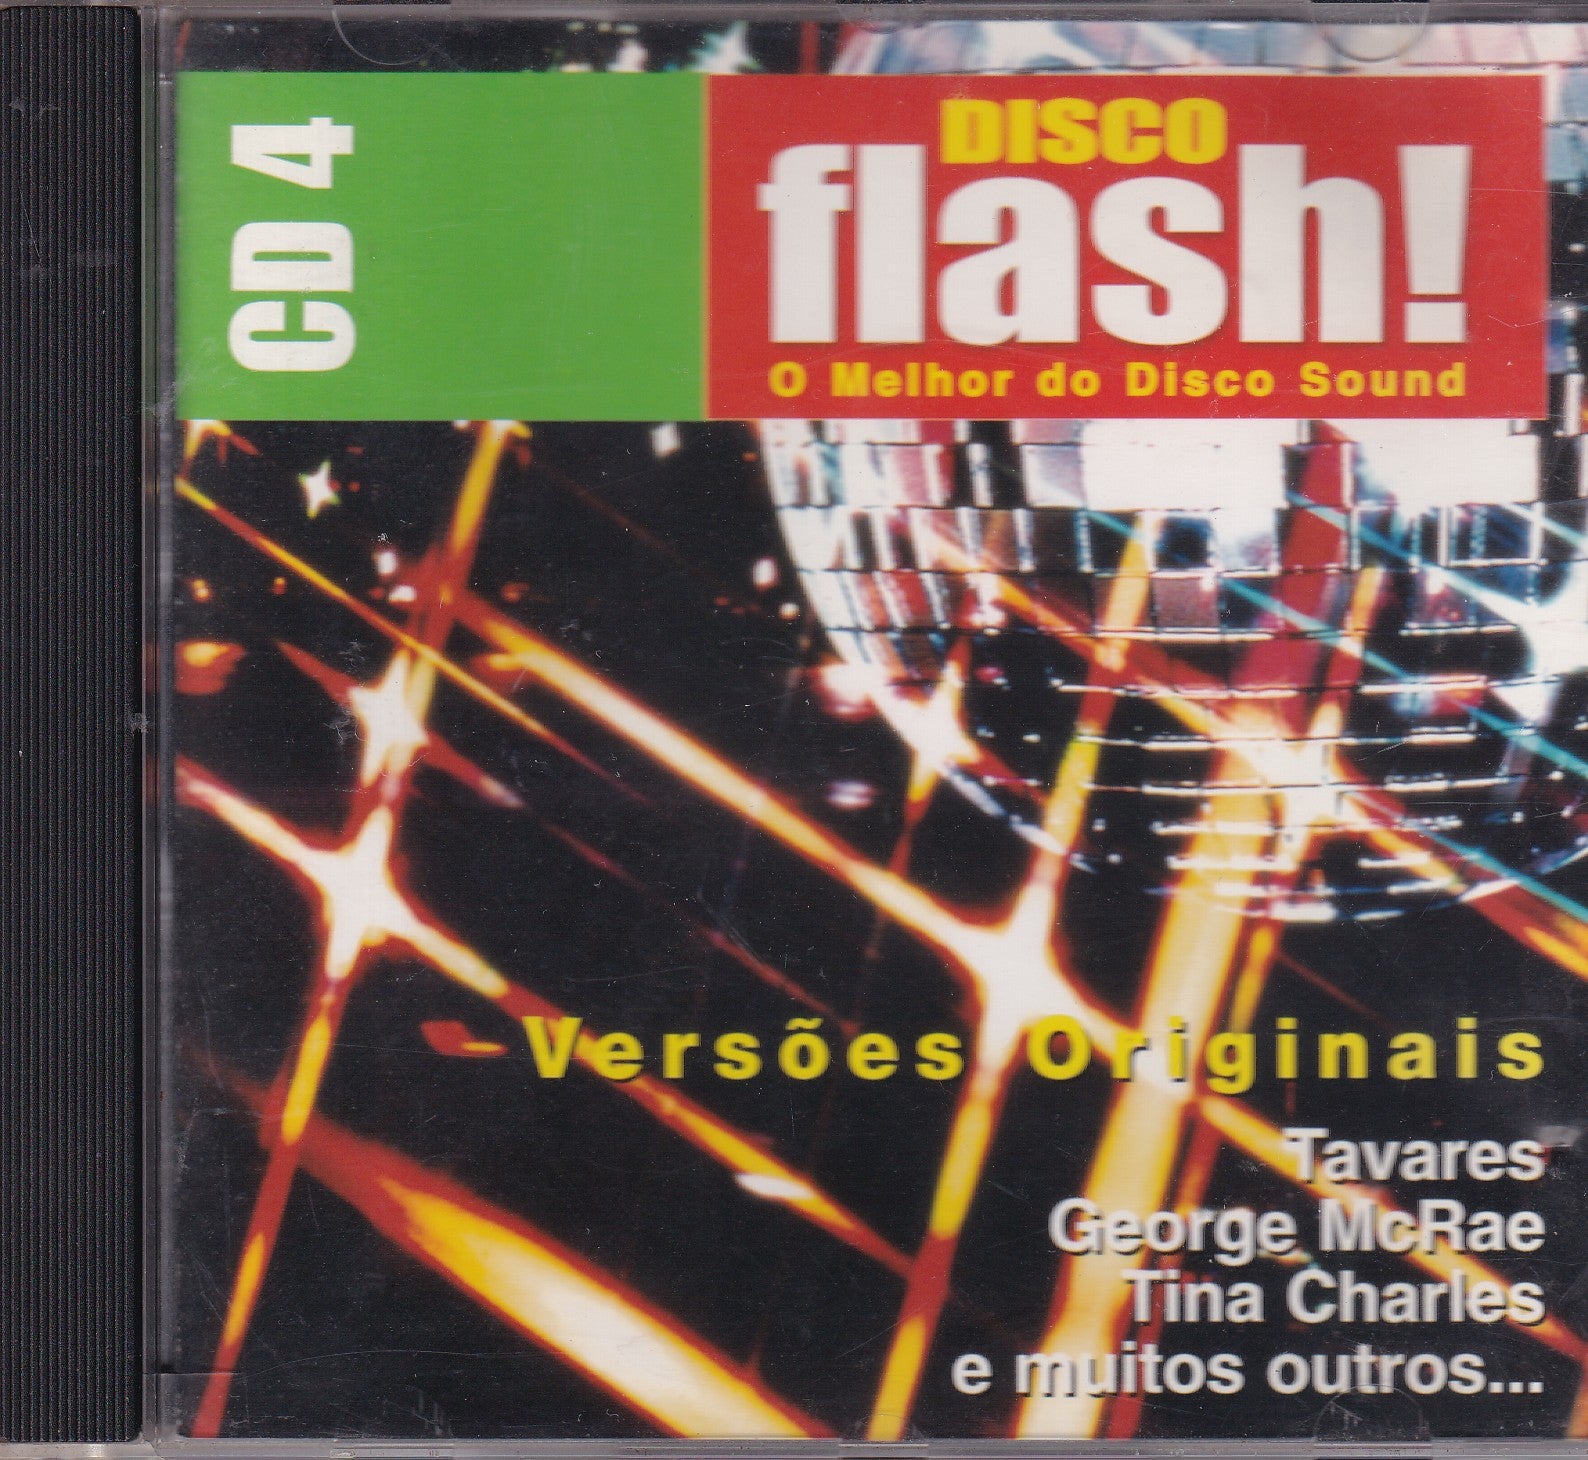 CD 4
DISCO
flash!
O Melhor do Disco Sound
Versões Originais
Tavares
George McRae
Tina Charles
e muitos outros...